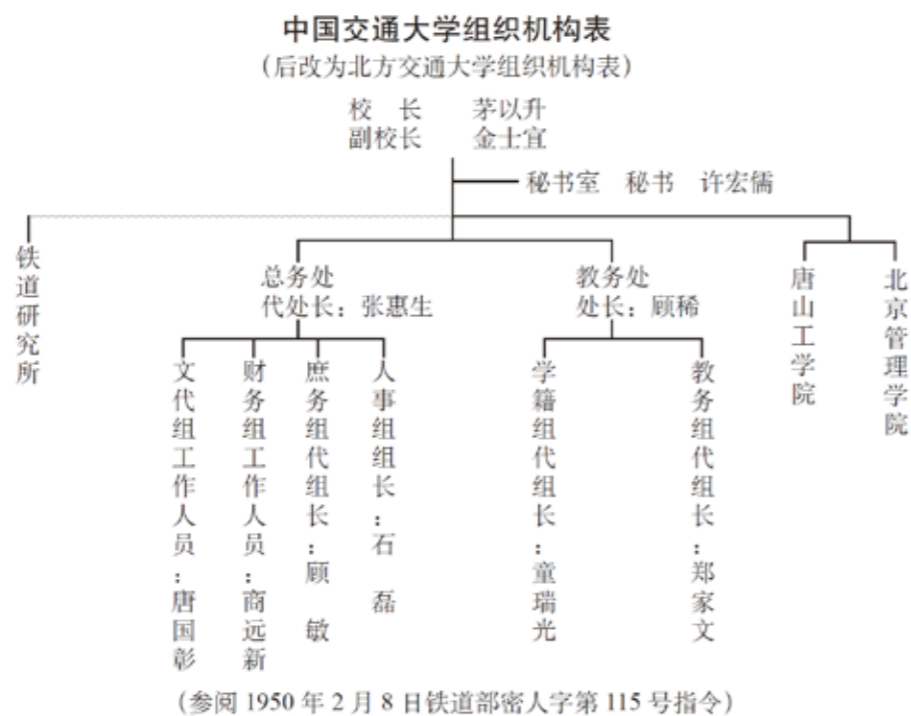 中国交通大学组织机构表
（后改为北方交通大学组织机构表）
校 长 茅以升
副校长 金士宜
秘书室 秘书 许宏儒
铁道研究所
总务处
代处长：张惠生
教务处
处长：顾稀
唐山工学院
北京管理学院
文代组工作人员：唐国彰
财务组工作人员：商远新
庶务组代组长：顾 敏
人事组组长：石 磊
学籍组代组长：童瑞光
教务组代组长：郑家文
（参阅 1950 年 2 月 8 日铁道部密人字第 115 号指令）